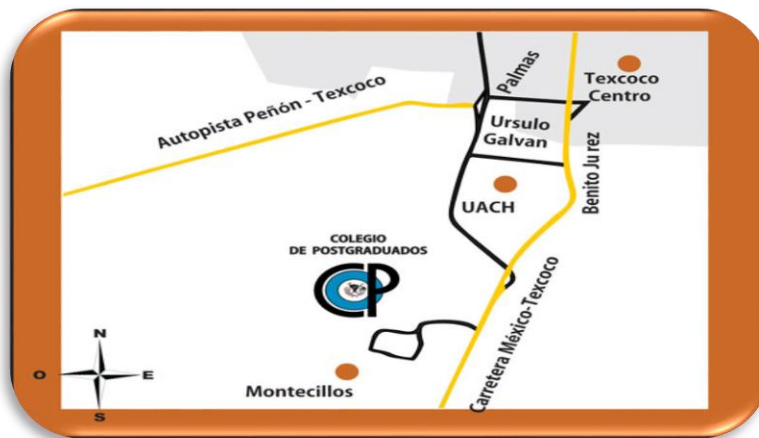 Palmas
Texcoco
Centro
Autopista Peñón - Texcoco
Ursulo
Galvan
Benito Ju rez
UACH
COLEGIO
DE POSTGRADUADOS
CP
Carretera México-Texcoco
Montecillos
N
O
E
S